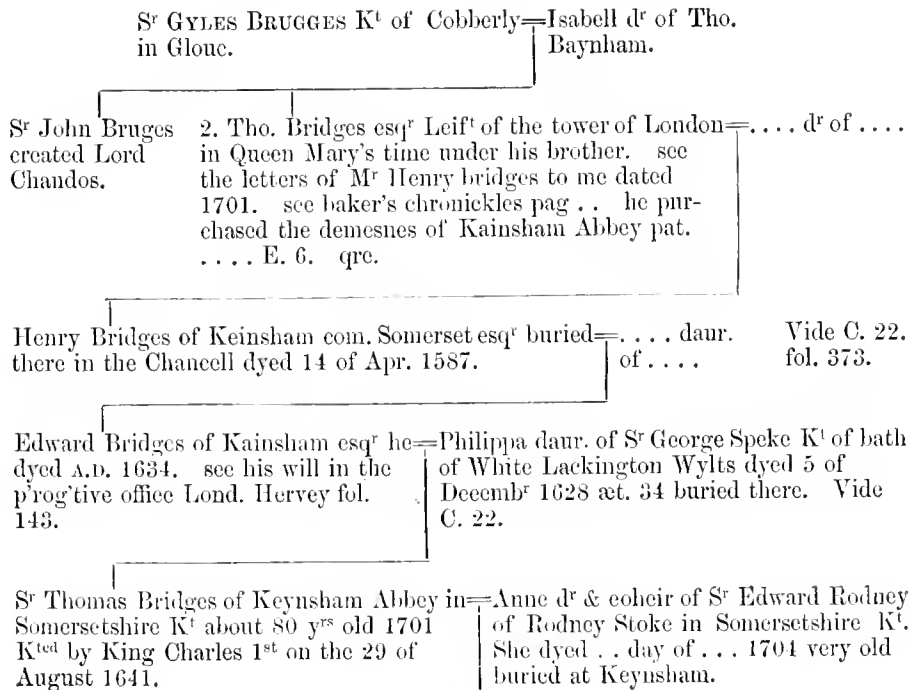 Sʳ GYLES BRUGGES Kᵗ of Cobberly=Isabell dʳ of Tho.
in Glouc. Baynham.
Sʳ John Bruges
created Lord
Chandos.
2. Tho. Bridges esqʳ Leifᵗ of the tower of London=. . . . dʳ of . . . .
in Queen Mary's time under his brother. see
the letters of Mʳ Henry bridges to me dated
1701. see baker's chronickles pag . . he pur-
chased the demesnes of Kainsham Abbey pat.
. . . . E. 6. qre.
Henry Bridges of Keinsham com. Somerset esqʳ buried=. . . . daur.
there in the Chancell dyed 14 of Apr. 1587. of . . . .
Vide C. 22.
fol. 373.
Edward Bridges of Kainsham esqʳ he
dyed A.D. 1634. see his will in the
p'rog'tive office Lond. Hervey fol.
143.
=Philippa daur. of Sʳ George Speke Kᵗ of bath
of White Lackington Wylts dyed 5 of
Decembʳ 1628 æt. 34 buried there. Vide
C. 22.
Sʳ Thomas Bridges of Keynsham Abbey in
Somersetshire Kᵗ about 80 yʳˢ old 1701
Kᵗᵉᵈ by King Charles 1ˢᵗ on the 29 of
August 1641.
=Anne dʳ & coheir of Sʳ Edward Rodney
of Rodney Stoke in Somersetshire Kᵗ.
She dyed . . day of . . . 1704 very old
buried at Keynsham.